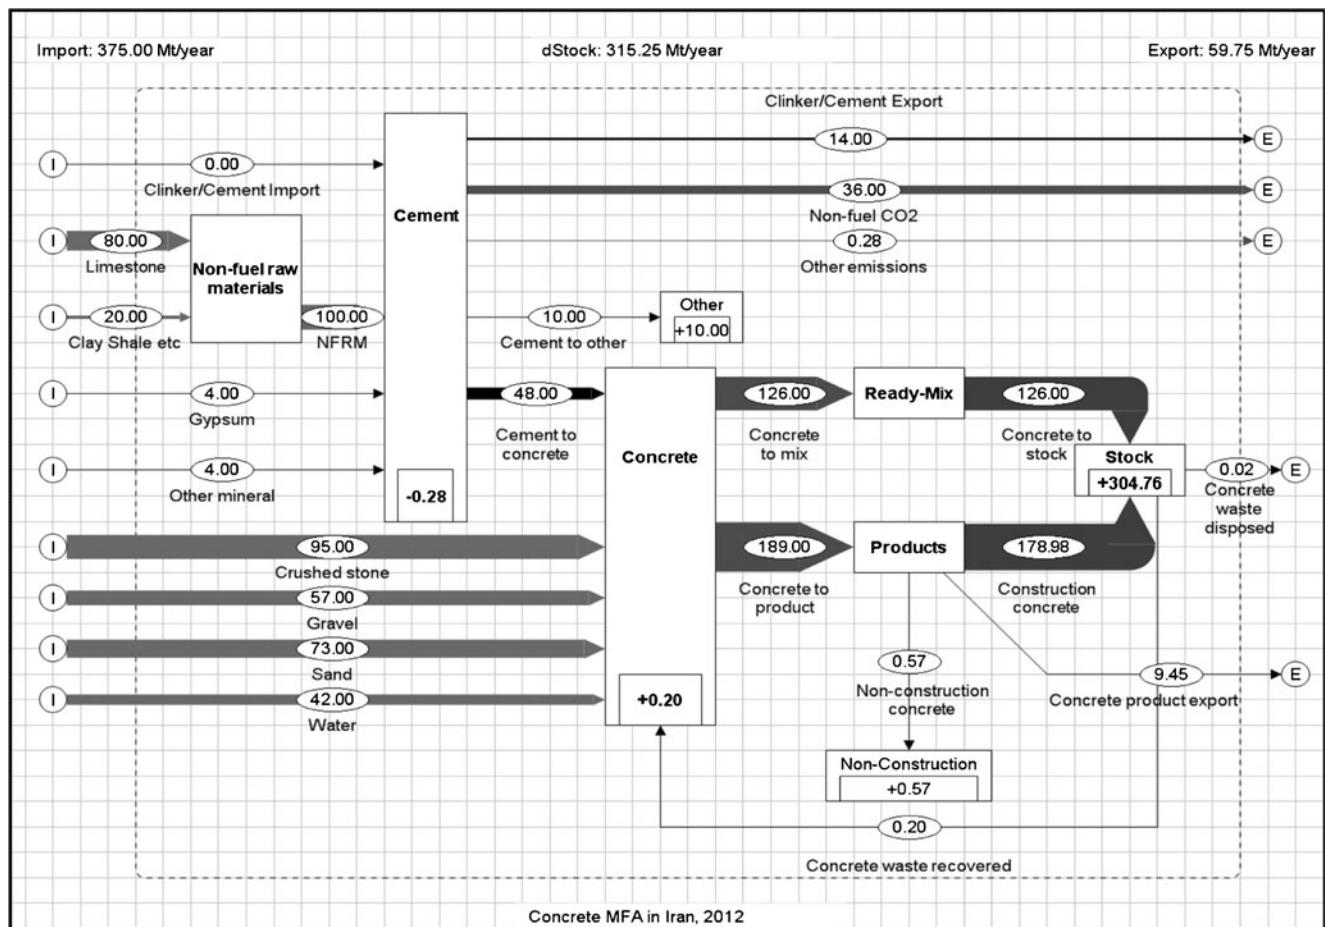 Import: 375.00 Mt/year
dStock: 315.25 Mt/year
Export: 59.75 Mt/year
Clinker/Cement Export
14.00
E
I
0.00
Clinker/Cement Import
Cement
36.00
E
Non-fuel CO2
I
80.00
Limestone
0.28
E
Other emissions
Non-fuel raw
materials
I
20.00
Clay Shale etc
100.00
NFRM
10.00
Cement to other
Other
+10.00
I
4.00
Gypsum
48.00
Cement to
concrete
126.00
Concrete
to mix
Ready-Mix
126.00
Concrete to
stock
I
4.00
Other mineral
-0.28
Concrete
Stock
+304.76
0.02
E
Concrete
waste
disposed
I
95.00
Crushed stone
189.00
Concrete to
product
Products
178.98
Construction
concrete
I
57.00
Gravel
I
73.00
Sand
I
42.00
Water
+0.20
0.57
Non-construction
concrete
9.45
E
Concrete product export
Non-Construction
+0.57
0.20
Concrete waste recovered
Concrete MFA in Iran, 2012